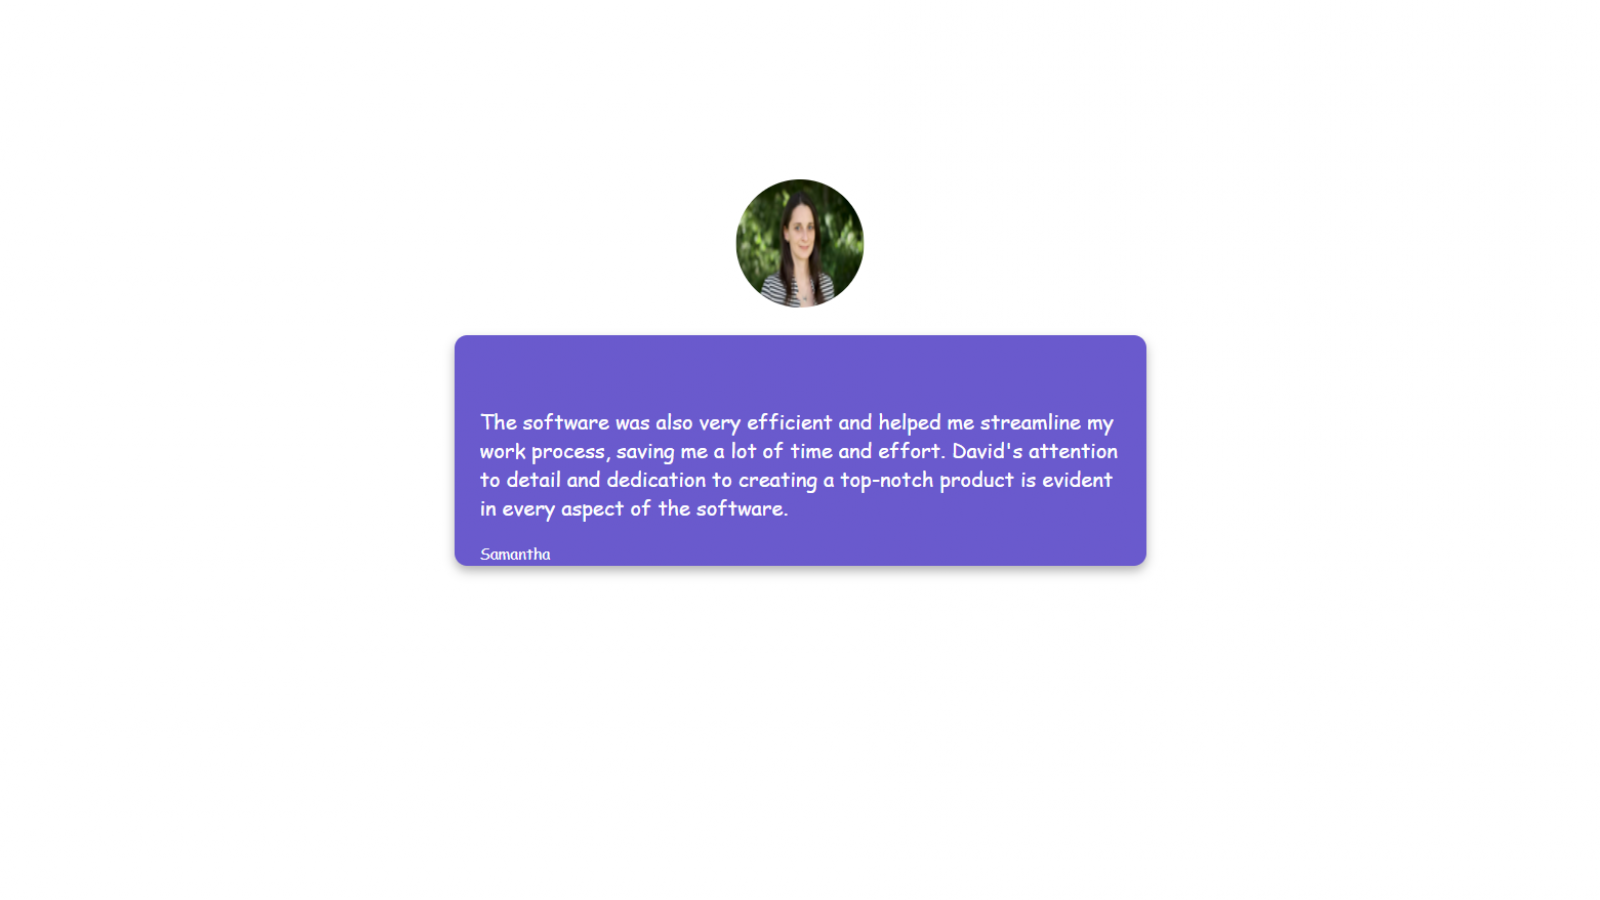 The software was also very efficient and helped me streamline my
work process, saving me a lot of time and effort. David's attention
to detail and dedication to creating a top-notch product is evident
in every aspect of the software.
Samantha